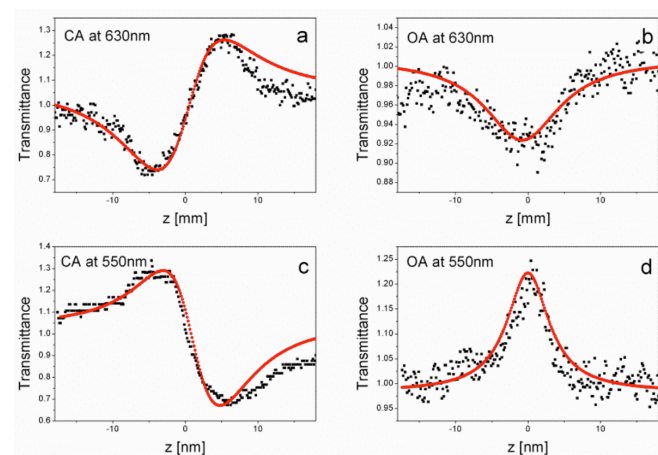 CA at 630nm
a
1.3
1.2
1.1
1.0
0.9
0.8
0.7
Transmittance
-10
0
10
z [mm]
OA at 630nm
b
1.04
1.02
1.00
0.98
0.96
0.94
0.92
0.90
0.88
Transmittance
-10
0
10
z [mm]
CA at 550nm
c
1.4
1.3
1.2
1.1
1.0
0.9
0.8
0.7
0.6
Transmittance
-10
0
10
z [nm]
OA at 550nm
d
1.25
1.20
1.15
1.10
1.05
1.00
0.95
Transmittance
-10
0
10
z [nm]